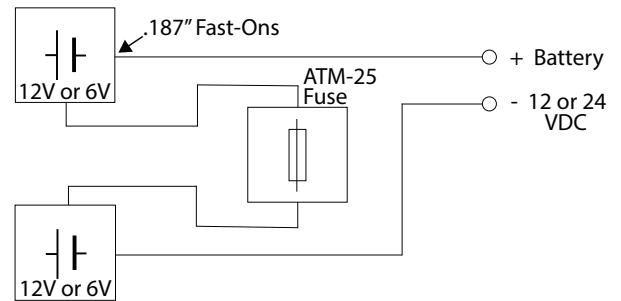 .187” Fast-Ons
12V or 6V
ATM-25
Fuse
+ Battery
- 12 or 24
VDC
12V or 6V